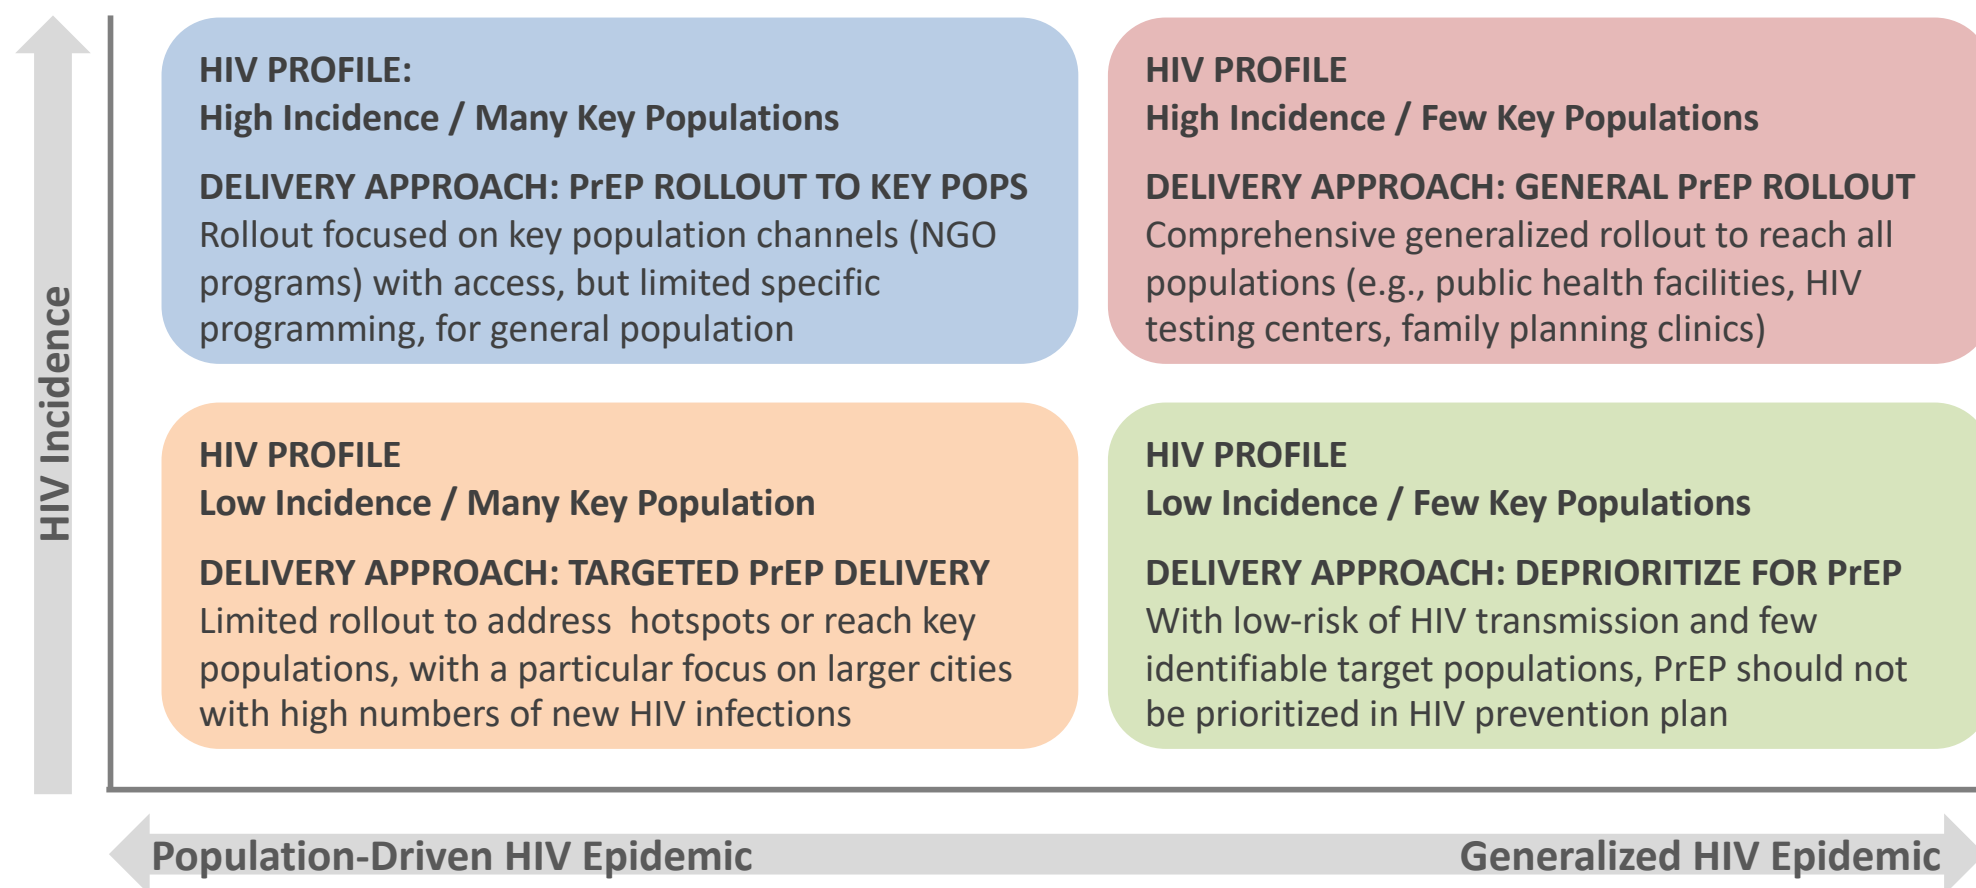 HIV Incidence
HIV PROFILE:
High Incidence / Many Key Populations
DELIVERY APPROACH: PrEP ROLLOUT TO KEY POPS
Rollout focused on key population channels (NGO
programs) with access, but limited specific
programming, for general population
HIV PROFILE
High Incidence / Few Key Populations
DELIVERY APPROACH: GENERAL PrEP ROLLOUT
Comprehensive generalized rollout to reach all
populations (e.g., public health facilities, HIV
testing centers, family planning clinics)
HIV PROFILE
Low Incidence / Many Key Population
DELIVERY APPROACH: TARGETED PrEP DELIVERY
Limited rollout to address  hotspots or reach key
populations, with a particular focus on larger cities
with high numbers of new HIV infections
HIV PROFILE
Low Incidence / Few Key Populations
DELIVERY APPROACH: DEPRIORITIZE FOR PrEP
With low-risk of HIV transmission and few
identifiable target populations, PrEP should not
be prioritized in HIV prevention plan
Population-Driven HIV Epidemic
Generalized HIV Epidemic